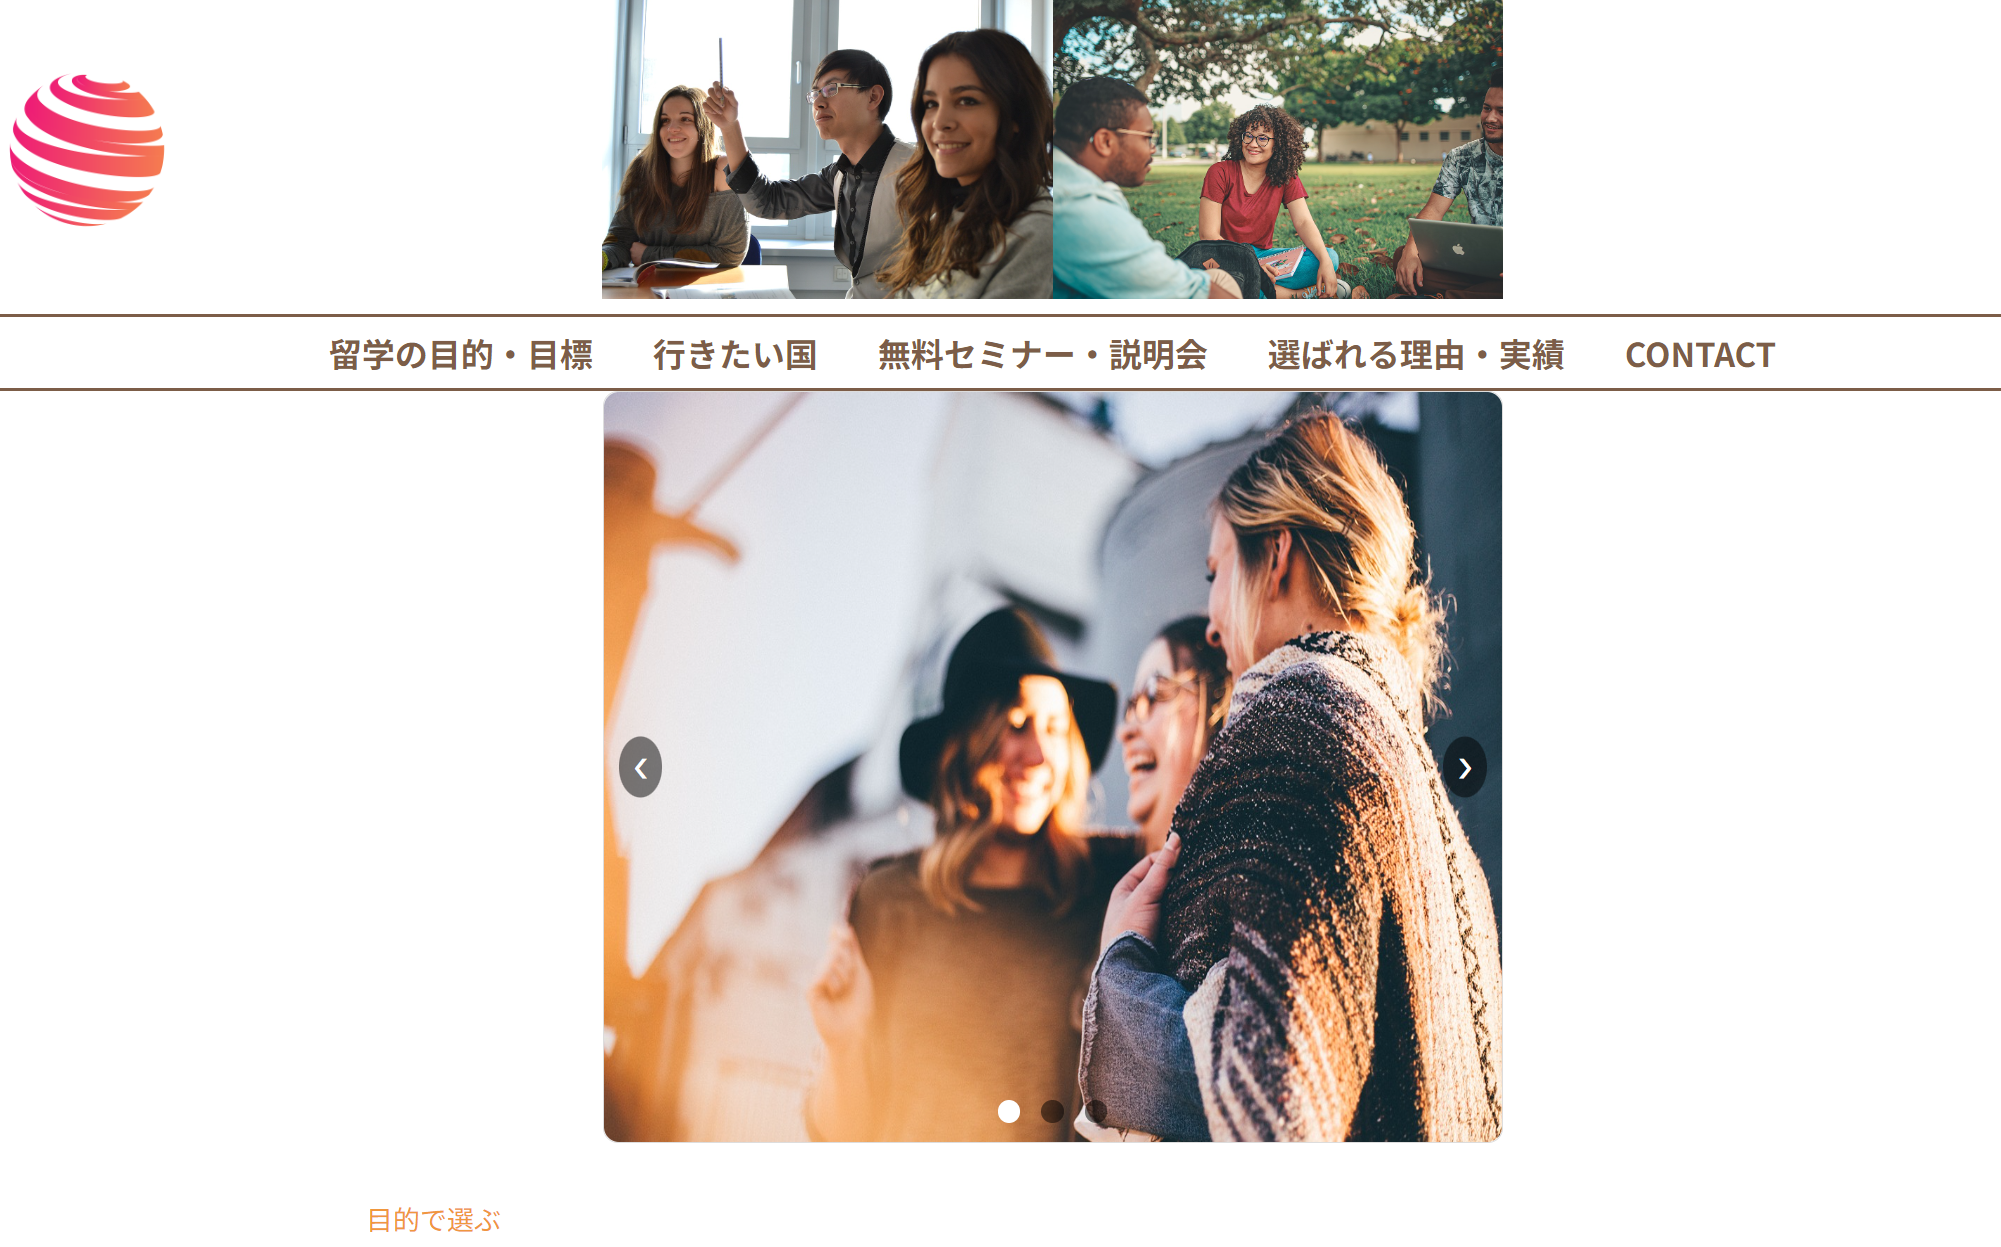 留学の目的・目標
行きたい国
無料セミナー・説明会
選ばれる理由・実績
CONTACT
❮
❯
目的で選ぶ